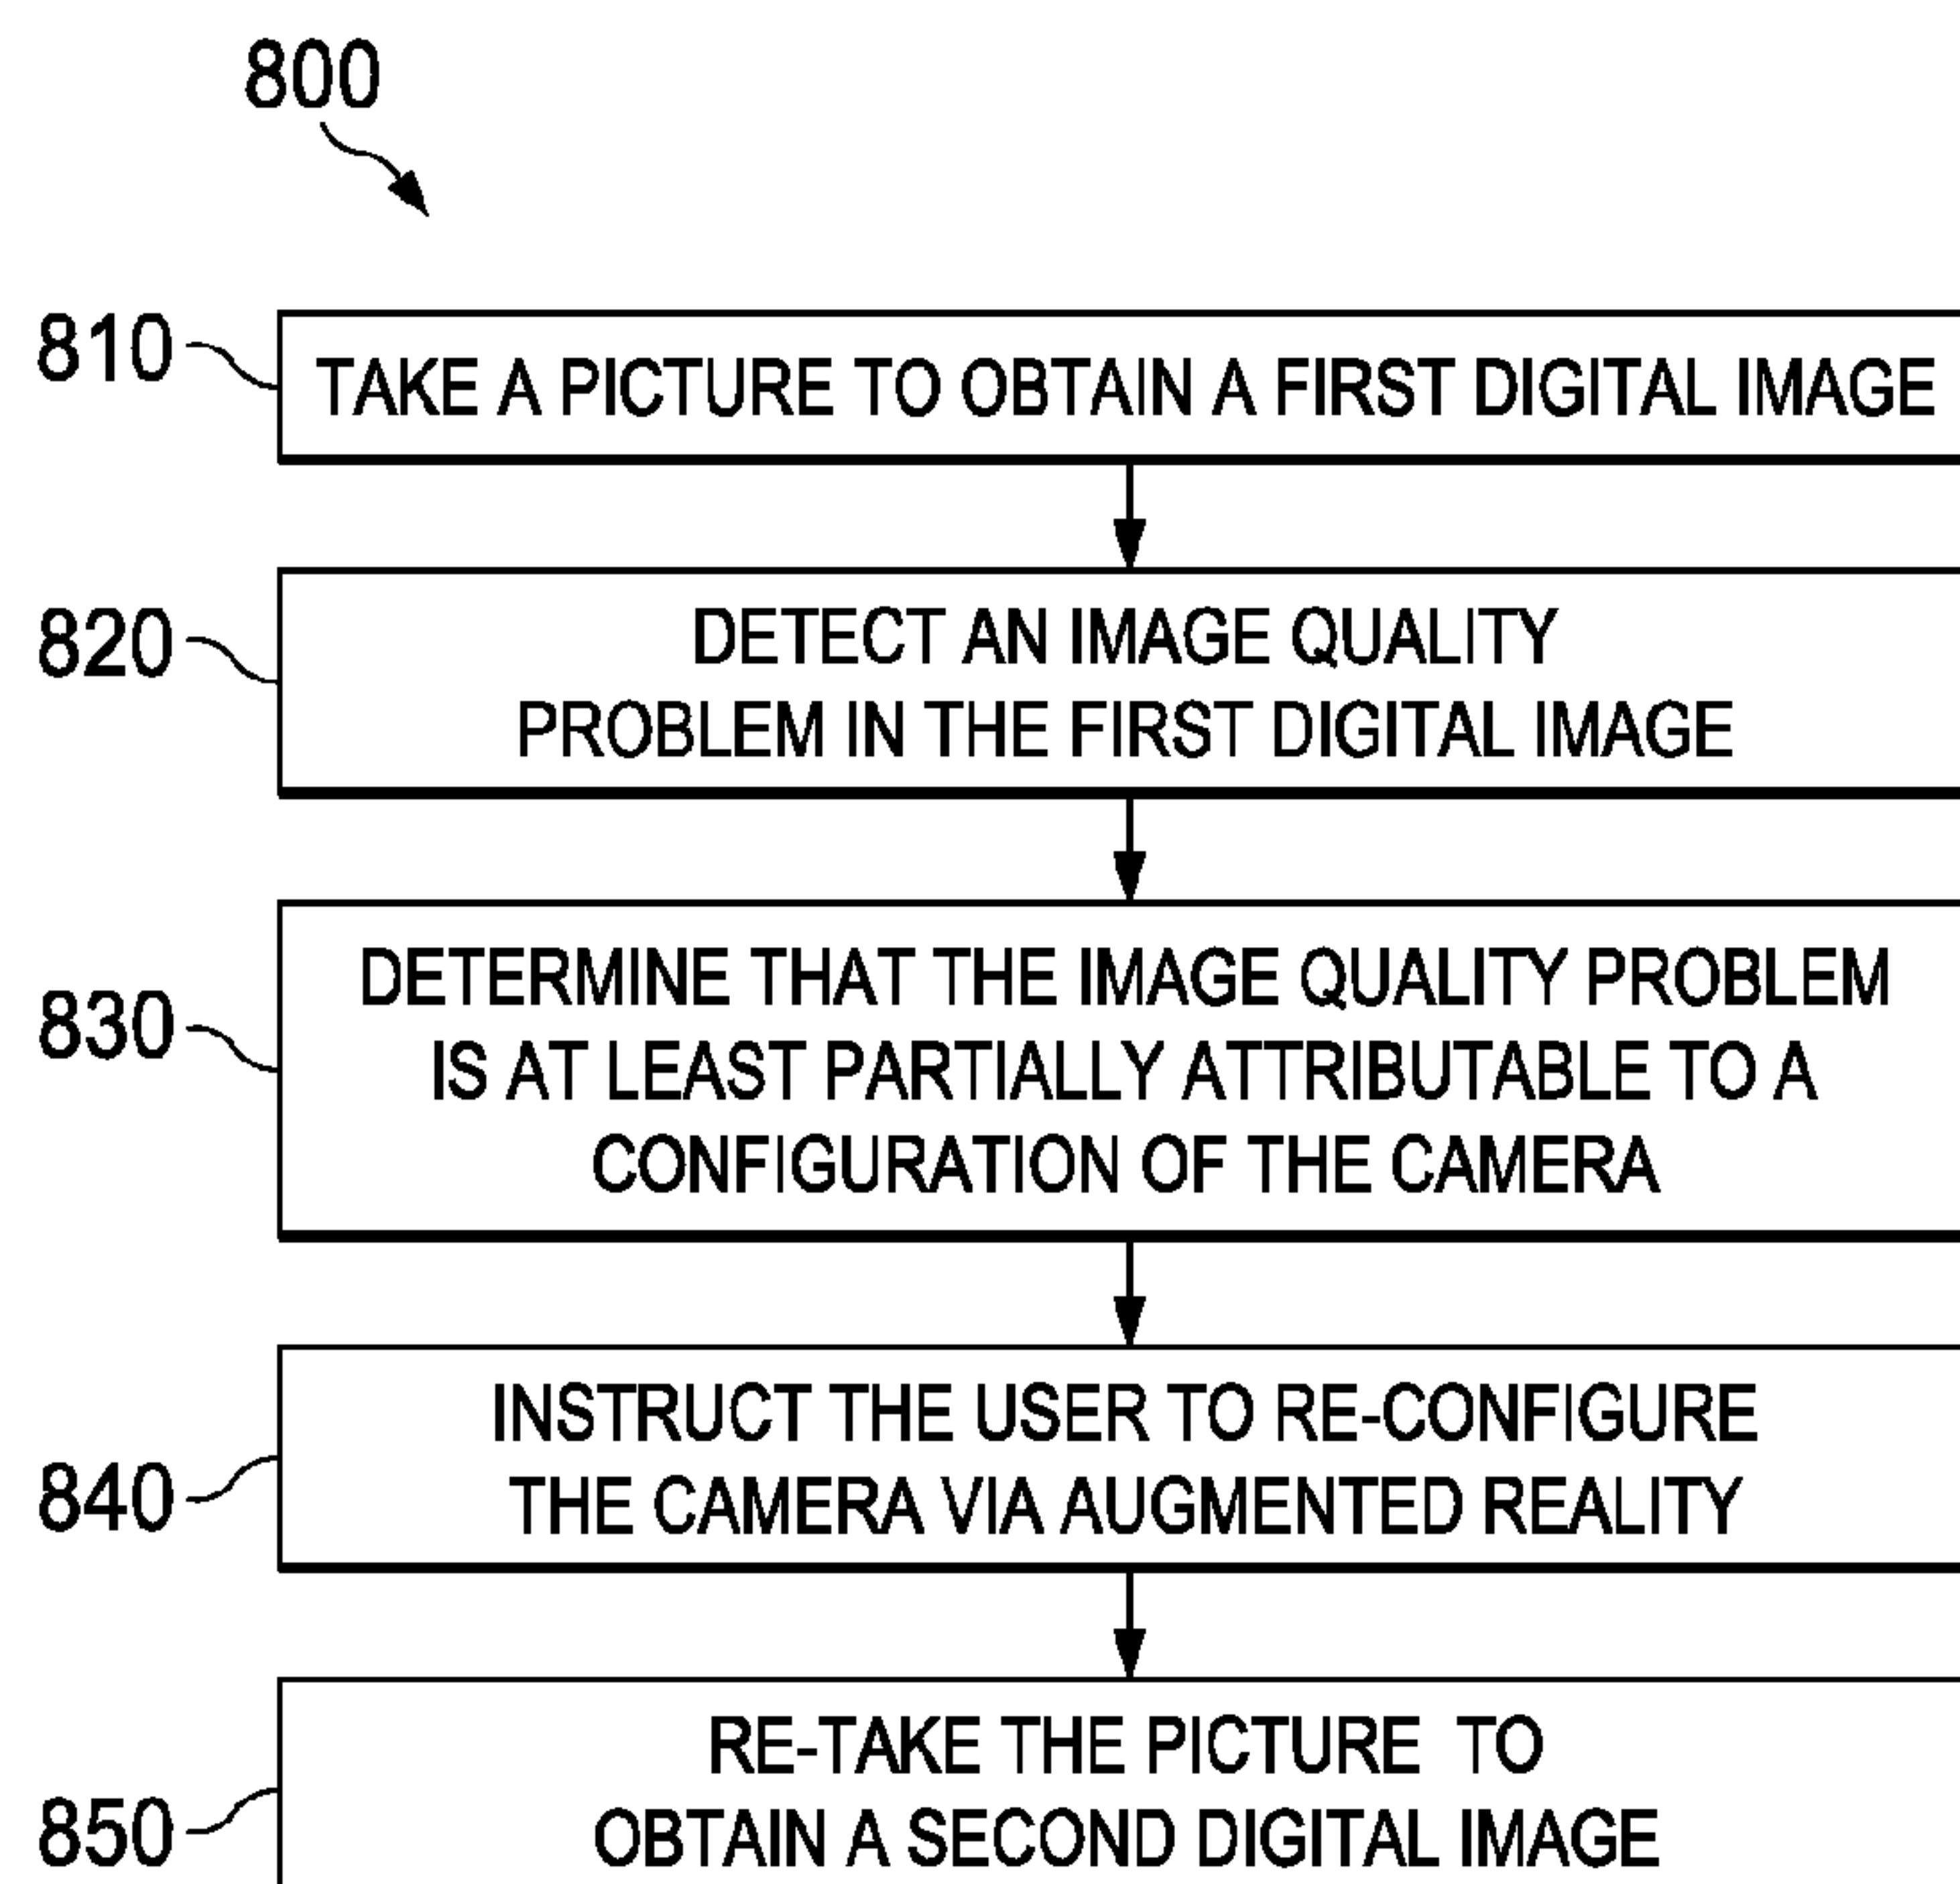 800
810
TAKE A PICTURE TO OBTAIN A FIRST DIGITAL IMAGE
820
DETECT AN IMAGE QUALITY
PROBLEM IN THE FIRST DIGITAL IMAGE
830
DETERMINE THAT THE IMAGE QUALITY PROBLEM
IS AT LEAST PARTIALLY ATTRIBUTABLE TO A
CONFIGURATION OF THE CAMERA
840
INSTRUCT THE USER TO RE-CONFIGURE
THE CAMERA VIA AUGMENTED REALITY
850
RE-TAKE THE PICTURE TO
OBTAIN A SECOND DIGITAL IMAGE